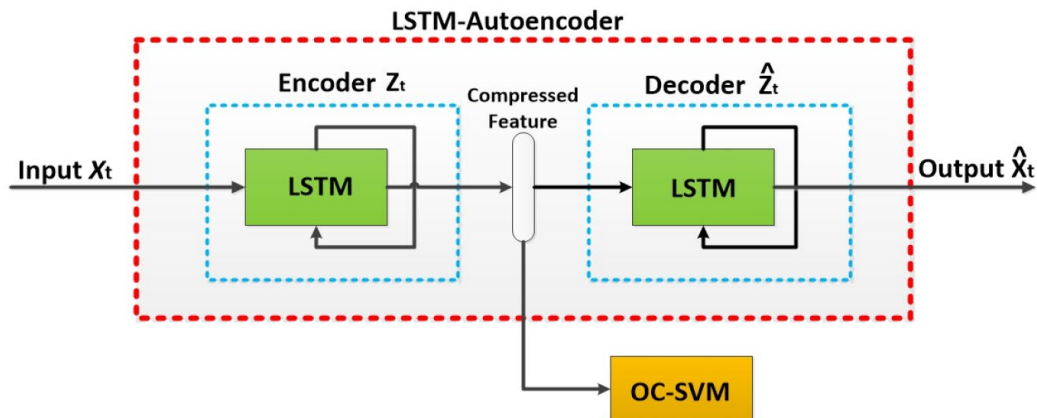 LSTM-Autoencoder
Encoder Zt
Compressed
Feature
Decoder Ẑt
Input Xt
LSTM
LSTM
Output X̂t
OC-SVM